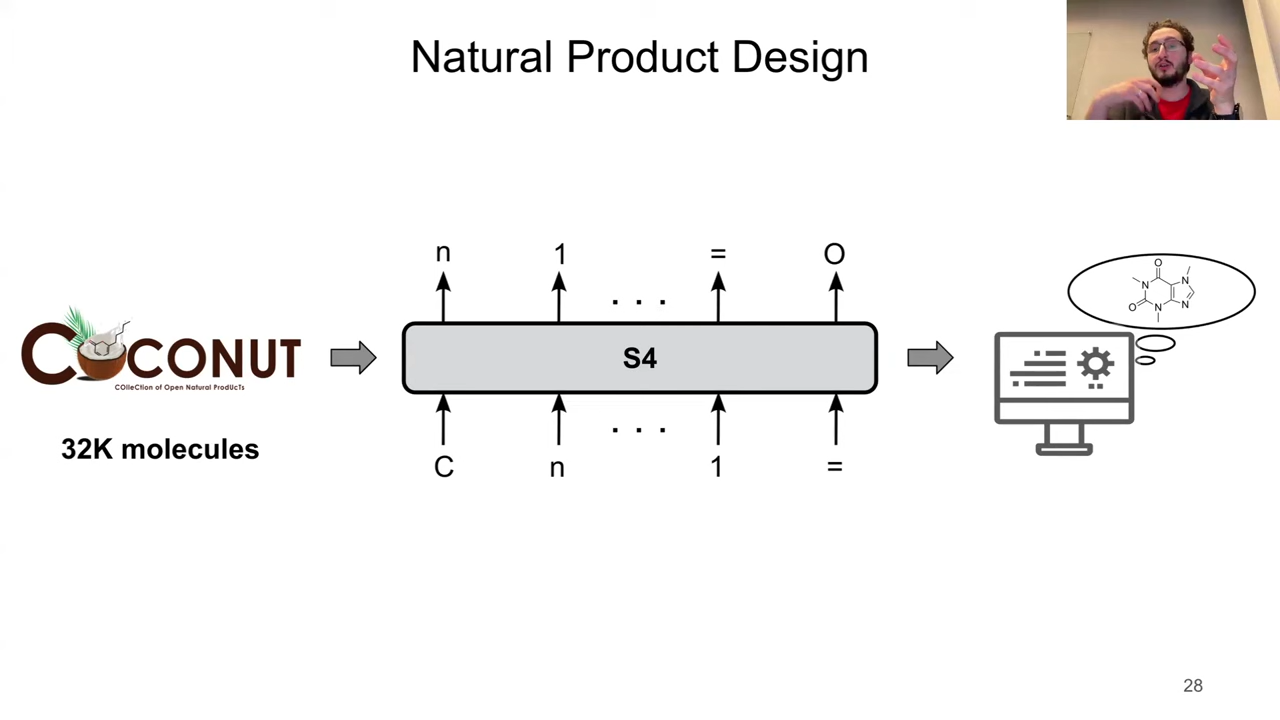 Natural Product Design
n 1 = O
. . .
COCONUT
COlleCtion of Open Natural ProdUcTs
S4
. . .
32K molecules
C n 1 =
O
N
N
O
N
N
28